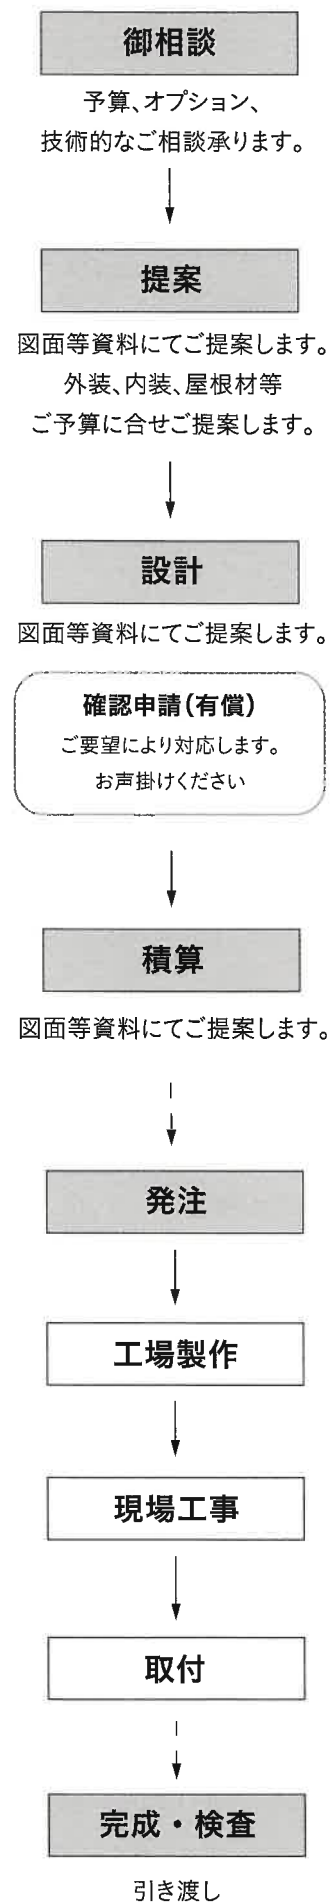 御相談
予算、オプション、
技術的なご相談承ります。
提案
図面等資料にてご提案します。
外装、内装、屋根材等
ご予算に合せご提案します。
設計
図面等資料にてご提案します。
確認申請(有償)
ご要望により対応します。
お声掛けください
積算
図面等資料にてご提案します。
発注
工場製作
現場工事
取付
完成・検査
引き渡し